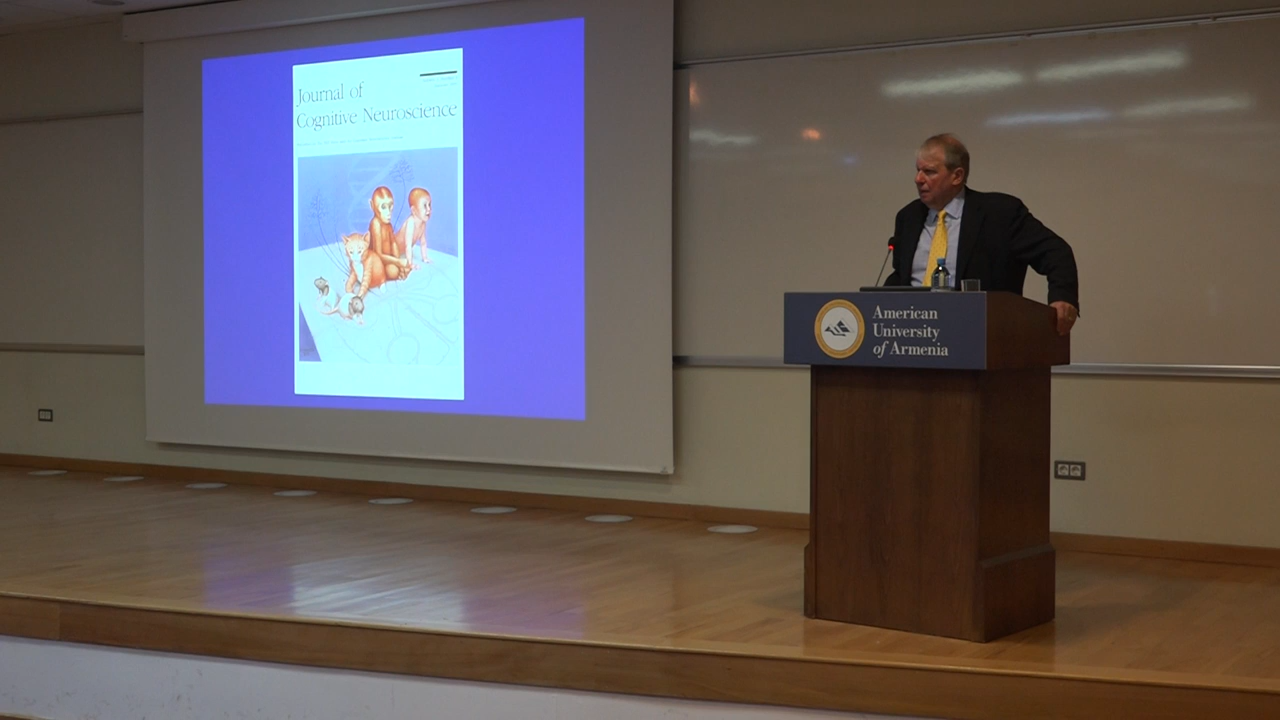 Journal of
Cognitive Neuroscience
American
University
of Armenia